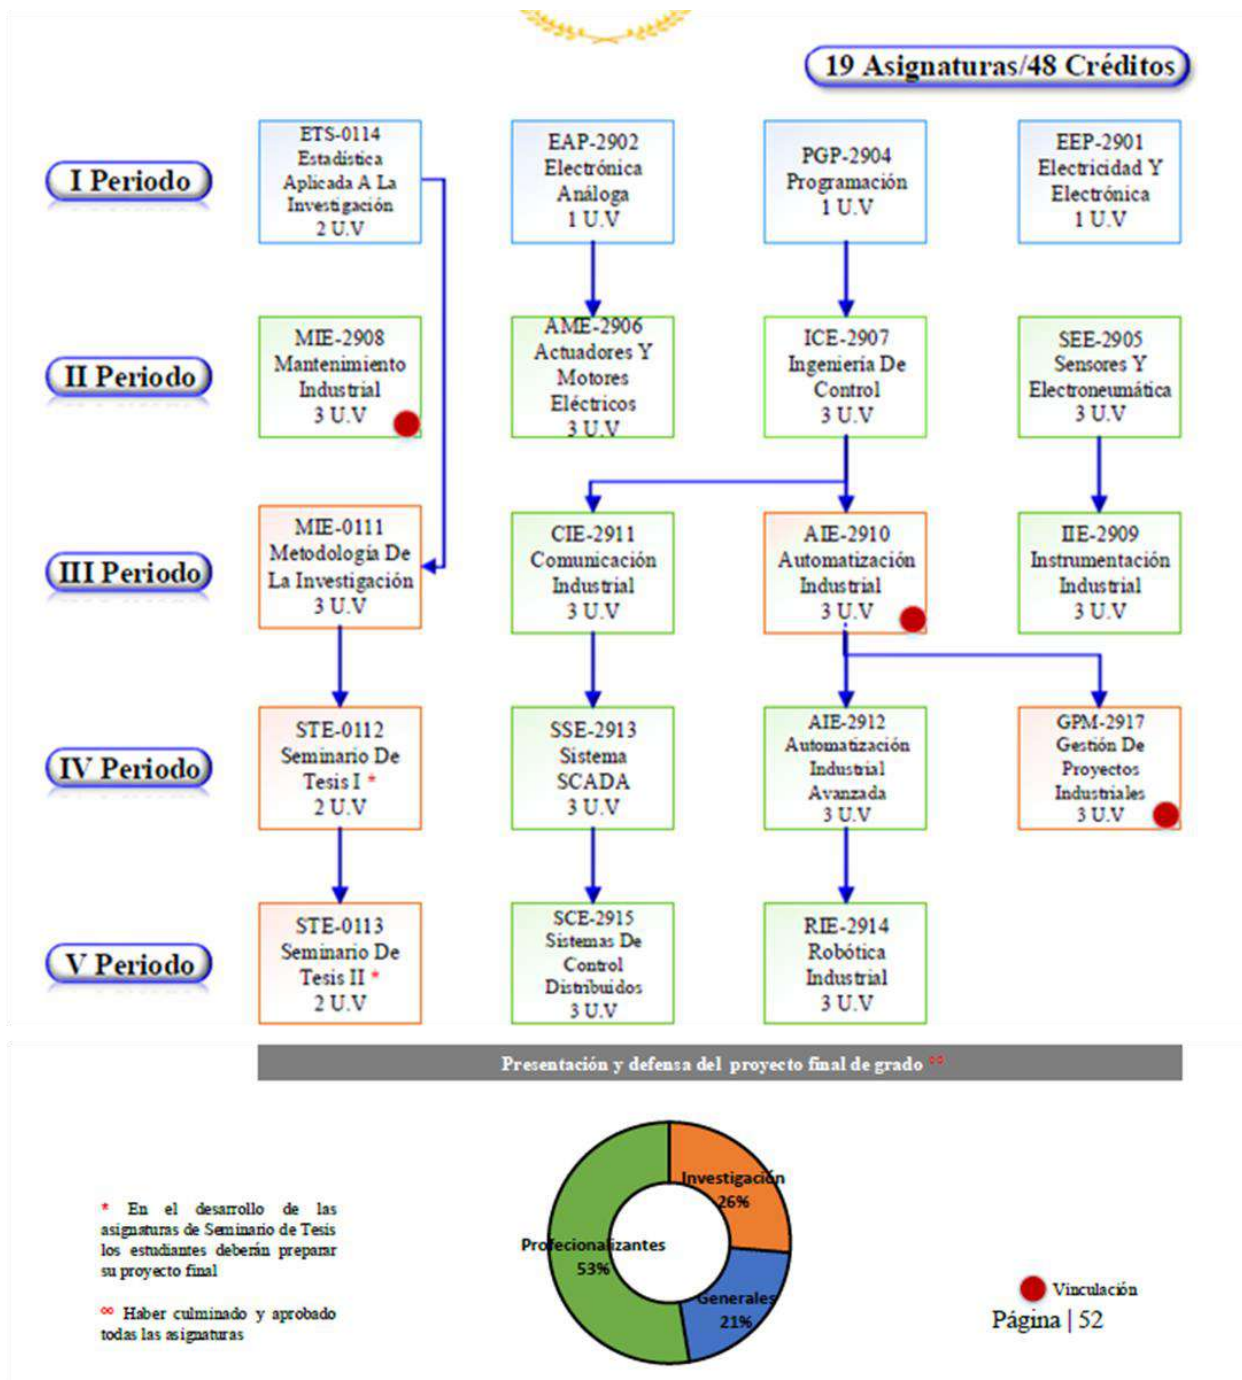 19 Asignaturas/48 Créditos
I Periodo
ETS-0114
Estadística
Aplicada A La
Investigación
2 U.V
EAP-2902
Electrónica
Análoga
1 U.V
PGP-2904
Programación
1 U.V
EEP-2901
Electricidad Y
Electrónica
1 U.V
II Periodo
MIE-2908
Mantenimiento
Industrial
3 U.V
AME-2906
Actuadores Y
Motores
Eléctricos
3 U.V
ICE-2907
Ingeniería De
Control
3 U.V
SEE-2905
Sensores Y
Electroneumática
3 U.V
III Periodo
MIE-0111
Metodología De
La Investigación
3 U.V
CIE-2911
Comunicación
Industrial
3 U.V
AIE-2910
Automatización
Industrial
3 U.V
IIE-2909
Instrumentación
Industrial
3 U.V
IV Periodo
STE-0112
Seminario De
Tesis I *
2 U.V
SSE-2913
Sistema
SCADA
3 U.V
AIE-2912
Automatización
Industrial
Avanzada
3 U.V
GPM-2917
Gestión De
Proyectos
Industriales
3 U.V
V Periodo
STE-0113
Seminario De
Tesis II *
2 U.V
SCE-2915
Sistemas De
Control
Distribuidos
3 U.V
RIE-2914
Robótica
Industrial
3 U.V
Presentación y defensa del proyecto final de grado °°
Investigación
26%
Profecionalizantes
53%
Generales
21%
* En el desarrollo de las
asignaturas de Seminario de Tesis
los estudiantes deberán preparar
su proyecto final
°° Haber culminado y aprobado
todas las asignaturas
Vinculación
Página | 52